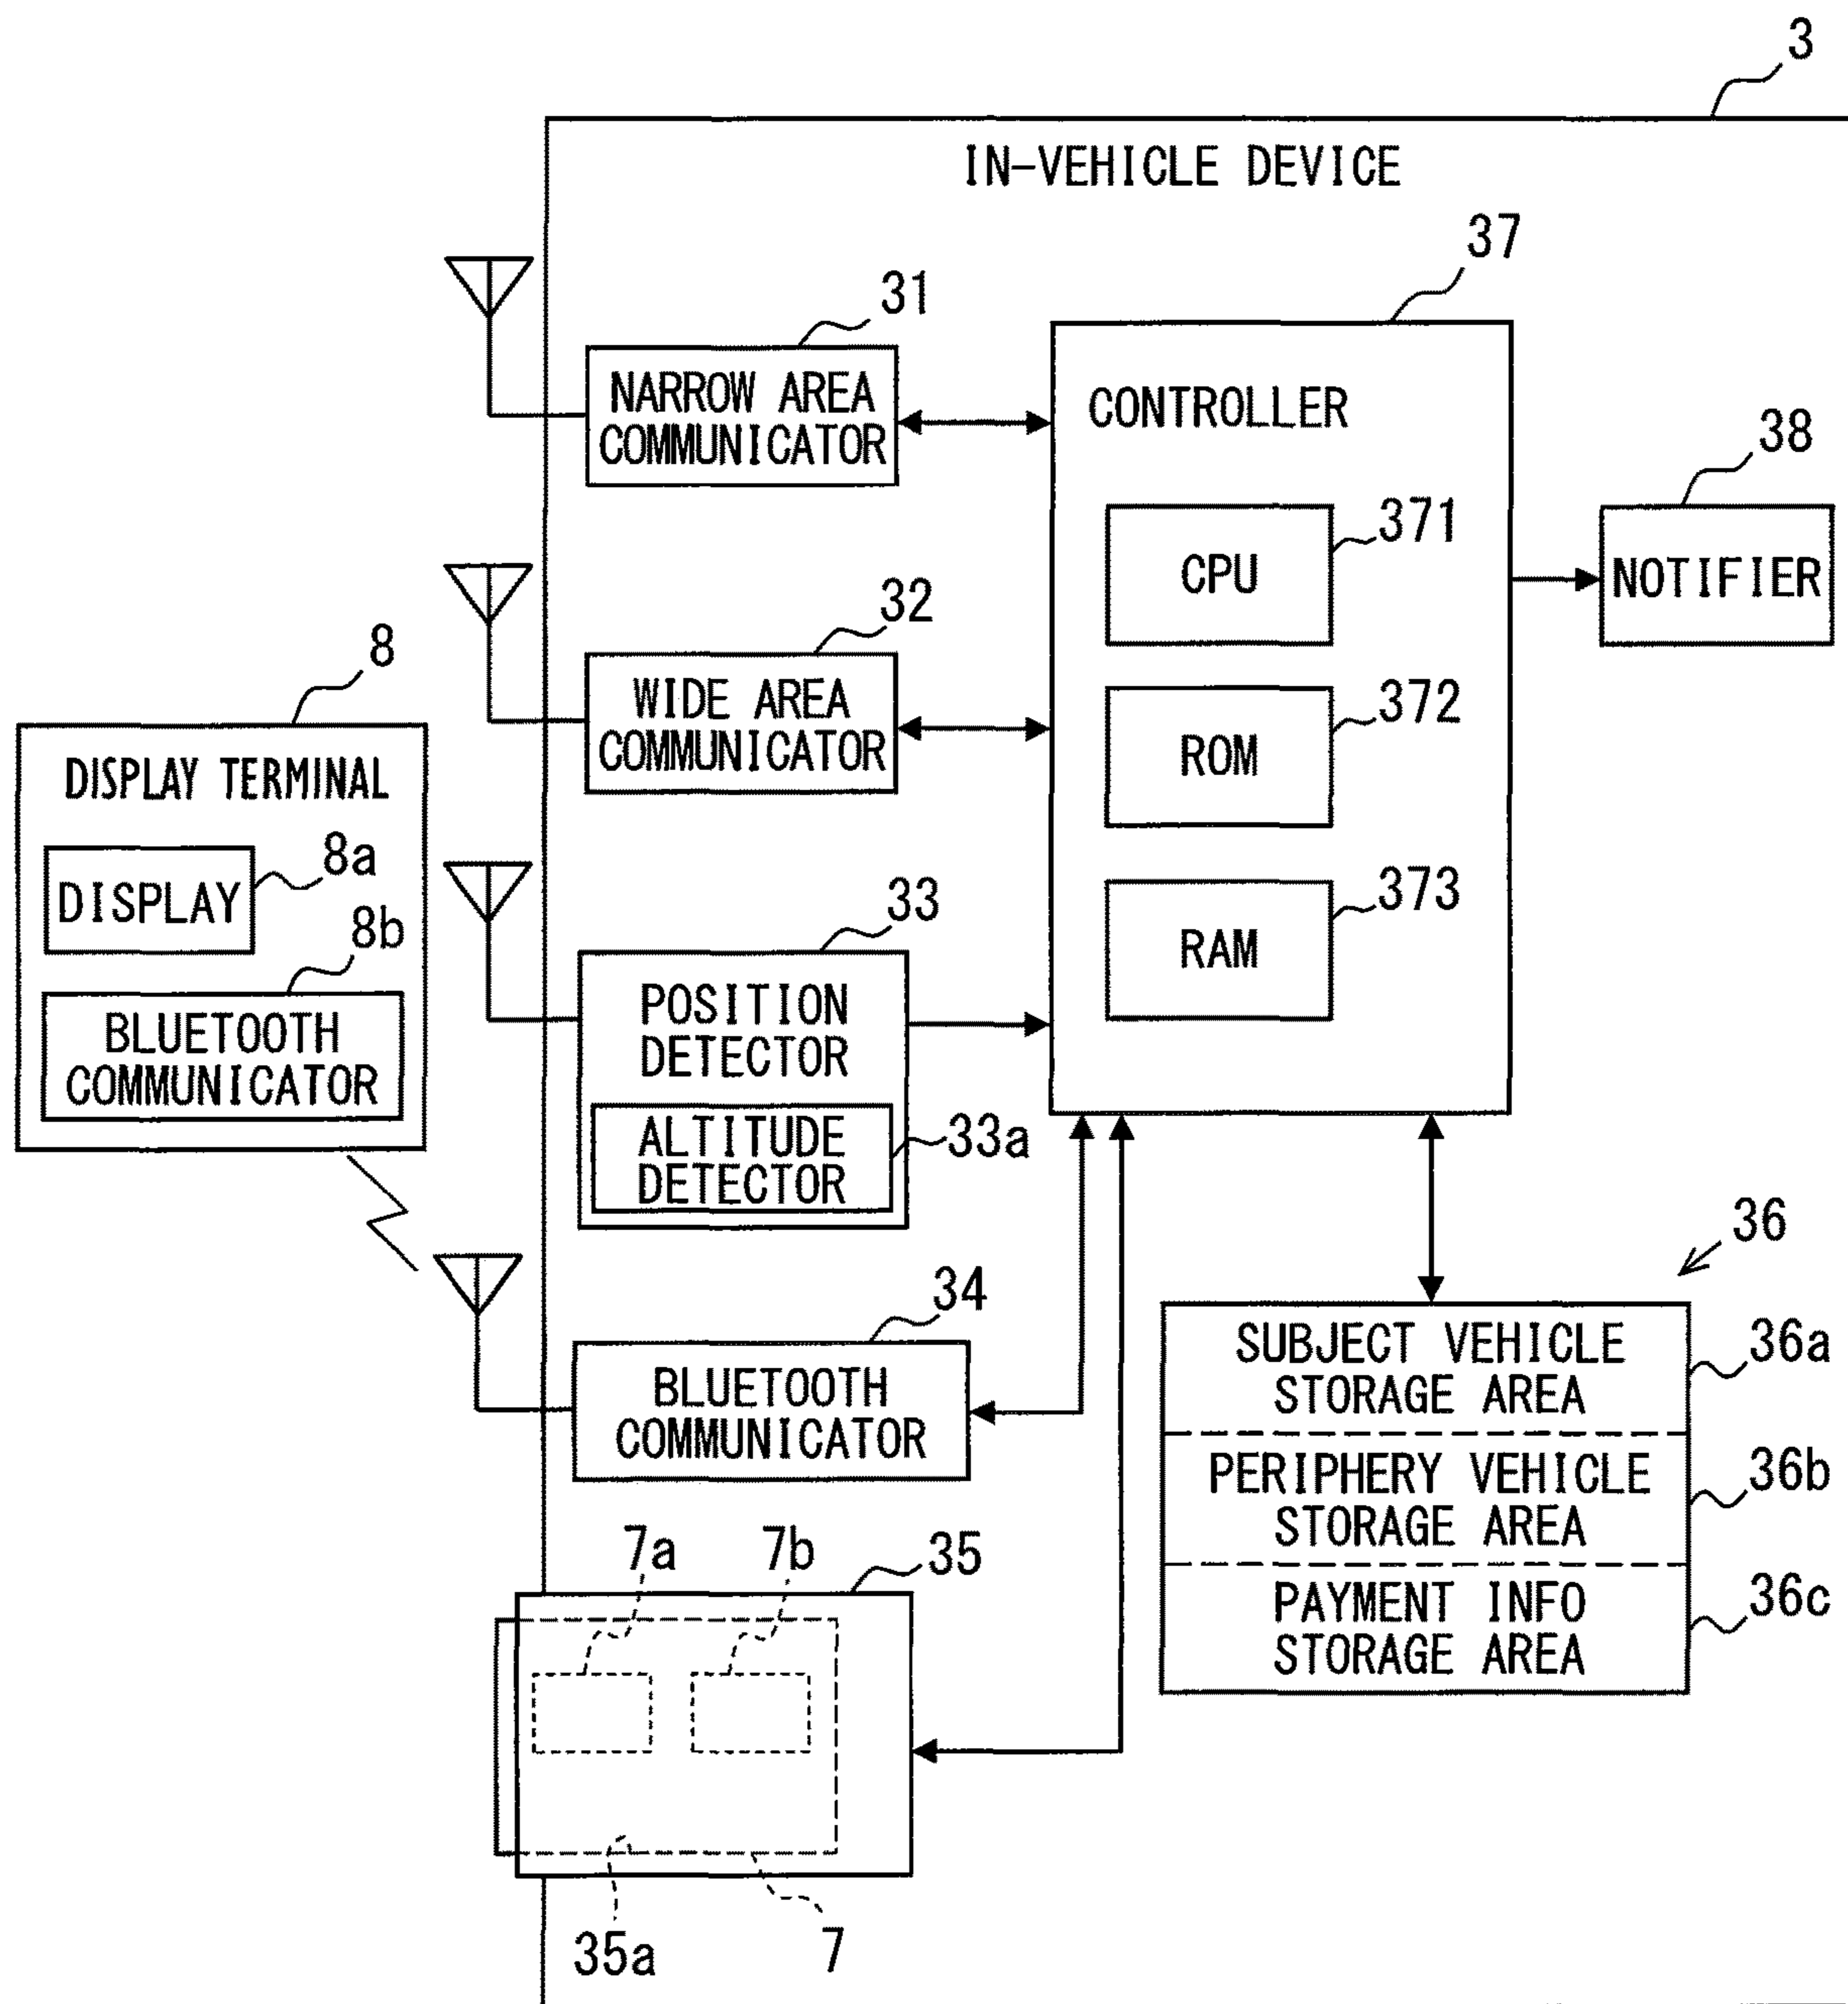 3
IN-VEHICLE DEVICE
37
31
NARROW AREA
COMMUNICATOR
CONTROLLER
38
371
CPU
NOTIFIER
32
WIDE AREA
COMMUNICATOR
372
ROM
8
DISPLAY TERMINAL
8a
DISPLAY
8b
BLUETOOTH
COMMUNICATOR
373
RAM
33
POSITION
DETECTOR
ALTITUDE
DETECTOR
33a
36
34
BLUETOOTH
COMMUNICATOR
SUBJECT VEHICLE
STORAGE AREA
36a
PERIPHERY VEHICLE
STORAGE AREA
36b
PAYMENT INFO
STORAGE AREA
36c
7a
7b
35
35a
7